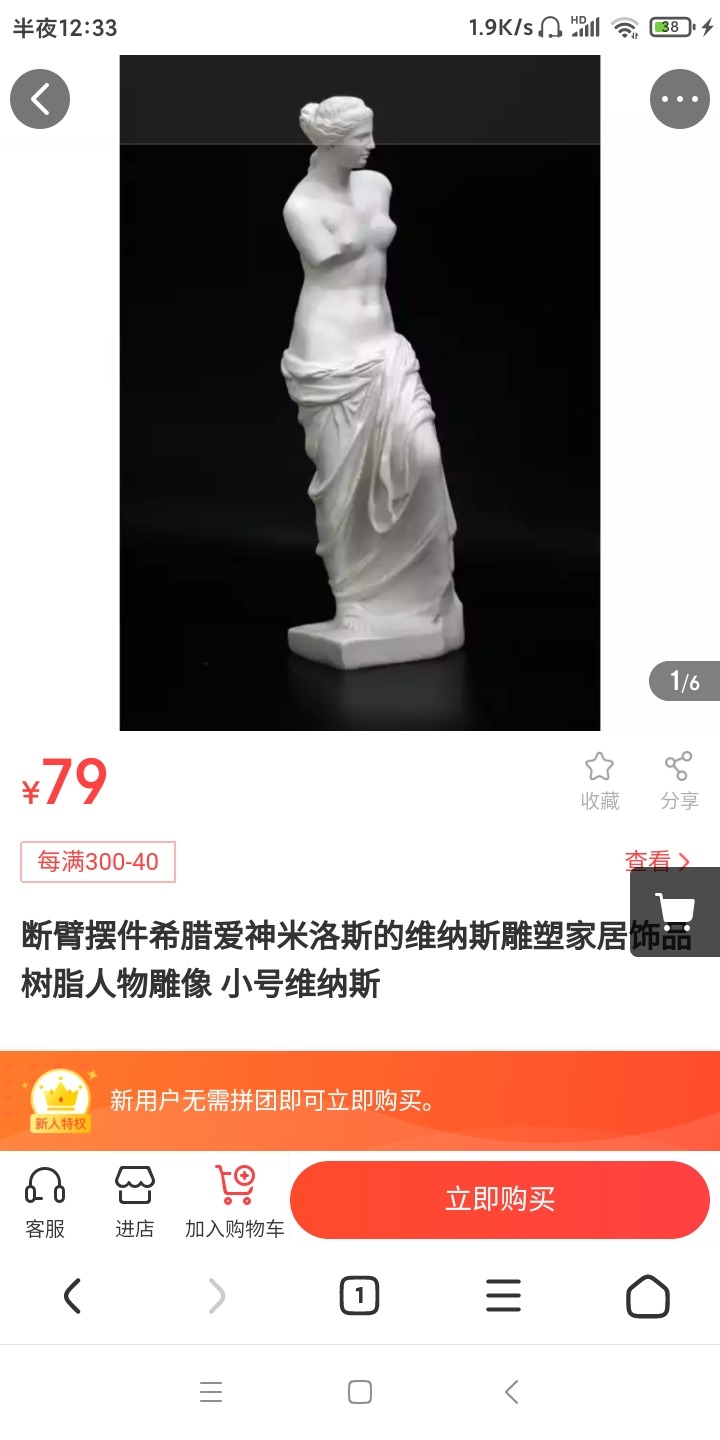 半夜12:33
1.9K/s
HD
38
1/6
¥79
收藏
分享
每满300-40
查看
断臂摆件希腊爱神米洛斯的维纳斯雕塑家居饰品
树脂人物雕像 小号维纳斯
新人特权
新用户无需拼团即可立即购买。
客服
进店
加入购物车
立即购买
1